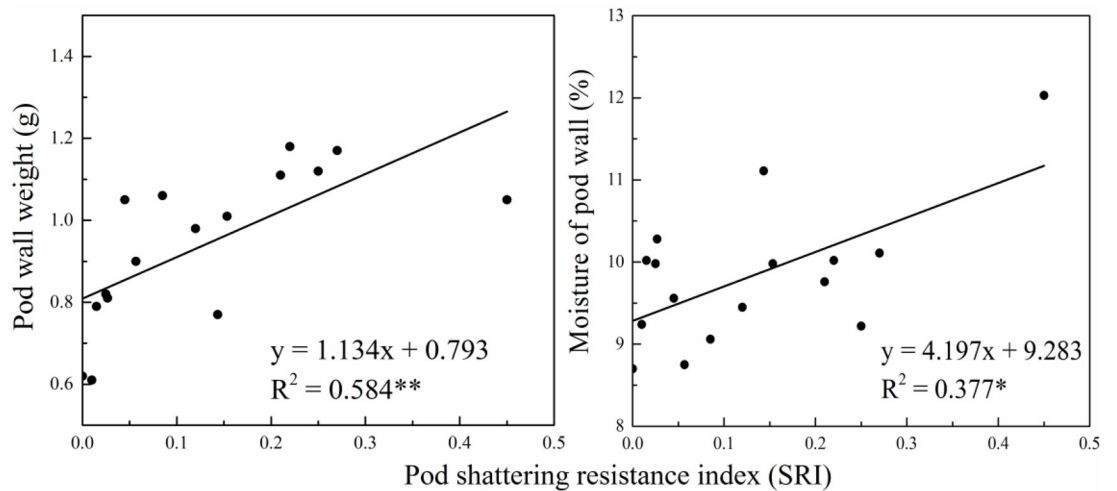 Pod wall weight (g)
1.4
1.2
1.0
0.8
0.6
0.0 0.1 0.2 0.3 0.4 0.5
y = 1.134x + 0.793
R² = 0.584**
Moisture of pod wall (%)
13
12
11
10
9
8
0.0 0.1 0.2 0.3 0.4 0.5
y = 4.197x + 9.283
R² = 0.377*
Pod shattering resistance index (SRI)